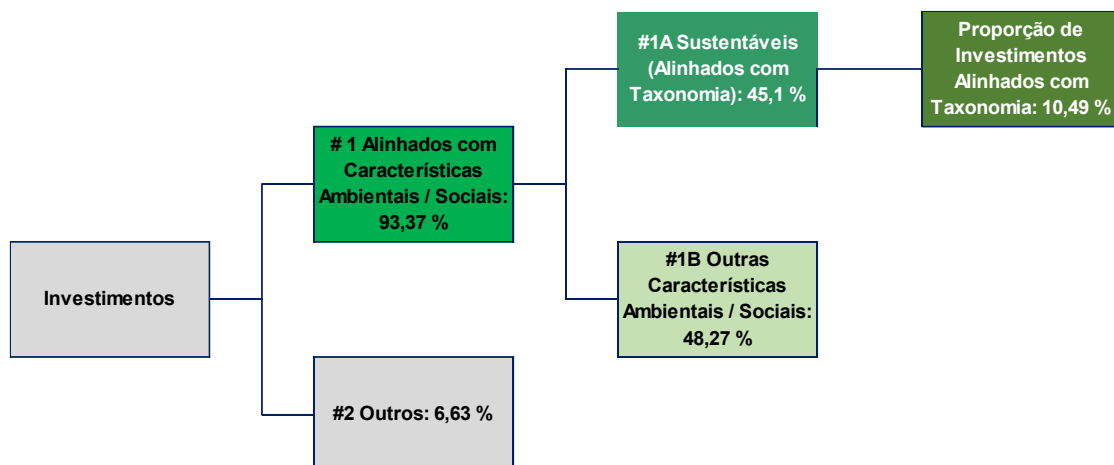 Investimentos
# 1 Alinhados com
Características
Ambientais / Sociais:
93,37 %
#2 Outros: 6,63 %
#1A Sustentáveis
(Alinhados com
Taxonomia): 45,1 %
#1B Outras
Características
Ambientais / Sociais:
48,27 %
Proporção de
Investimentos
Alinhados com
Taxonomia: 10,49 %